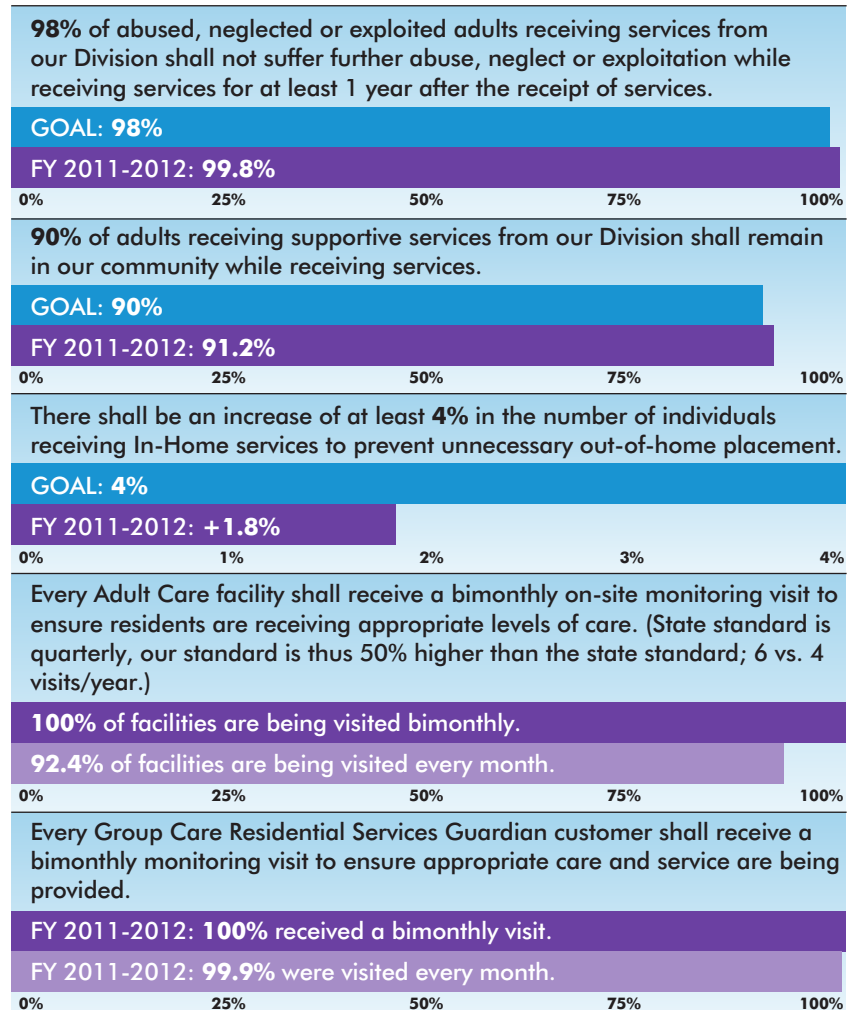 98% of abused, neglected or exploited adults receiving services from
our Division shall not suffer further abuse, neglect or exploitation while
receiving services for at least 1 year after the receipt of services.
GOAL: 98%
FY 2011-2012: 99.8%
0% 25% 50% 75% 100%
90% of adults receiving supportive services from our Division shall remain
in our community while receiving services.
GOAL: 90%
FY 2011-2012: 91.2%
0% 25% 50% 75% 100%
There shall be an increase of at least 4% in the number of individuals
receiving In-Home services to prevent unnecessary out-of-home placement.
GOAL: 4%
FY 2011-2012: +1.8%
0% 1% 2% 3% 4%
Every Adult Care facility shall receive a bimonthly on-site monitoring visit to
ensure residents are receiving appropriate levels of care. (State standard is
quarterly, our standard is thus 50% higher than the state standard; 6 vs. 4
visits/year.)
100% of facilities are being visited bimonthly.
92.4% of facilities are being visited every month.
0% 25% 50% 75% 100%
Every Group Care Residential Services Guardian customer shall receive a
bimonthly monitoring visit to ensure appropriate care and service are being
provided.
FY 2011-2012: 100% received a bimonthly visit.
FY 2011-2012: 99.9% were visited every month.
0% 25% 50% 75% 100%